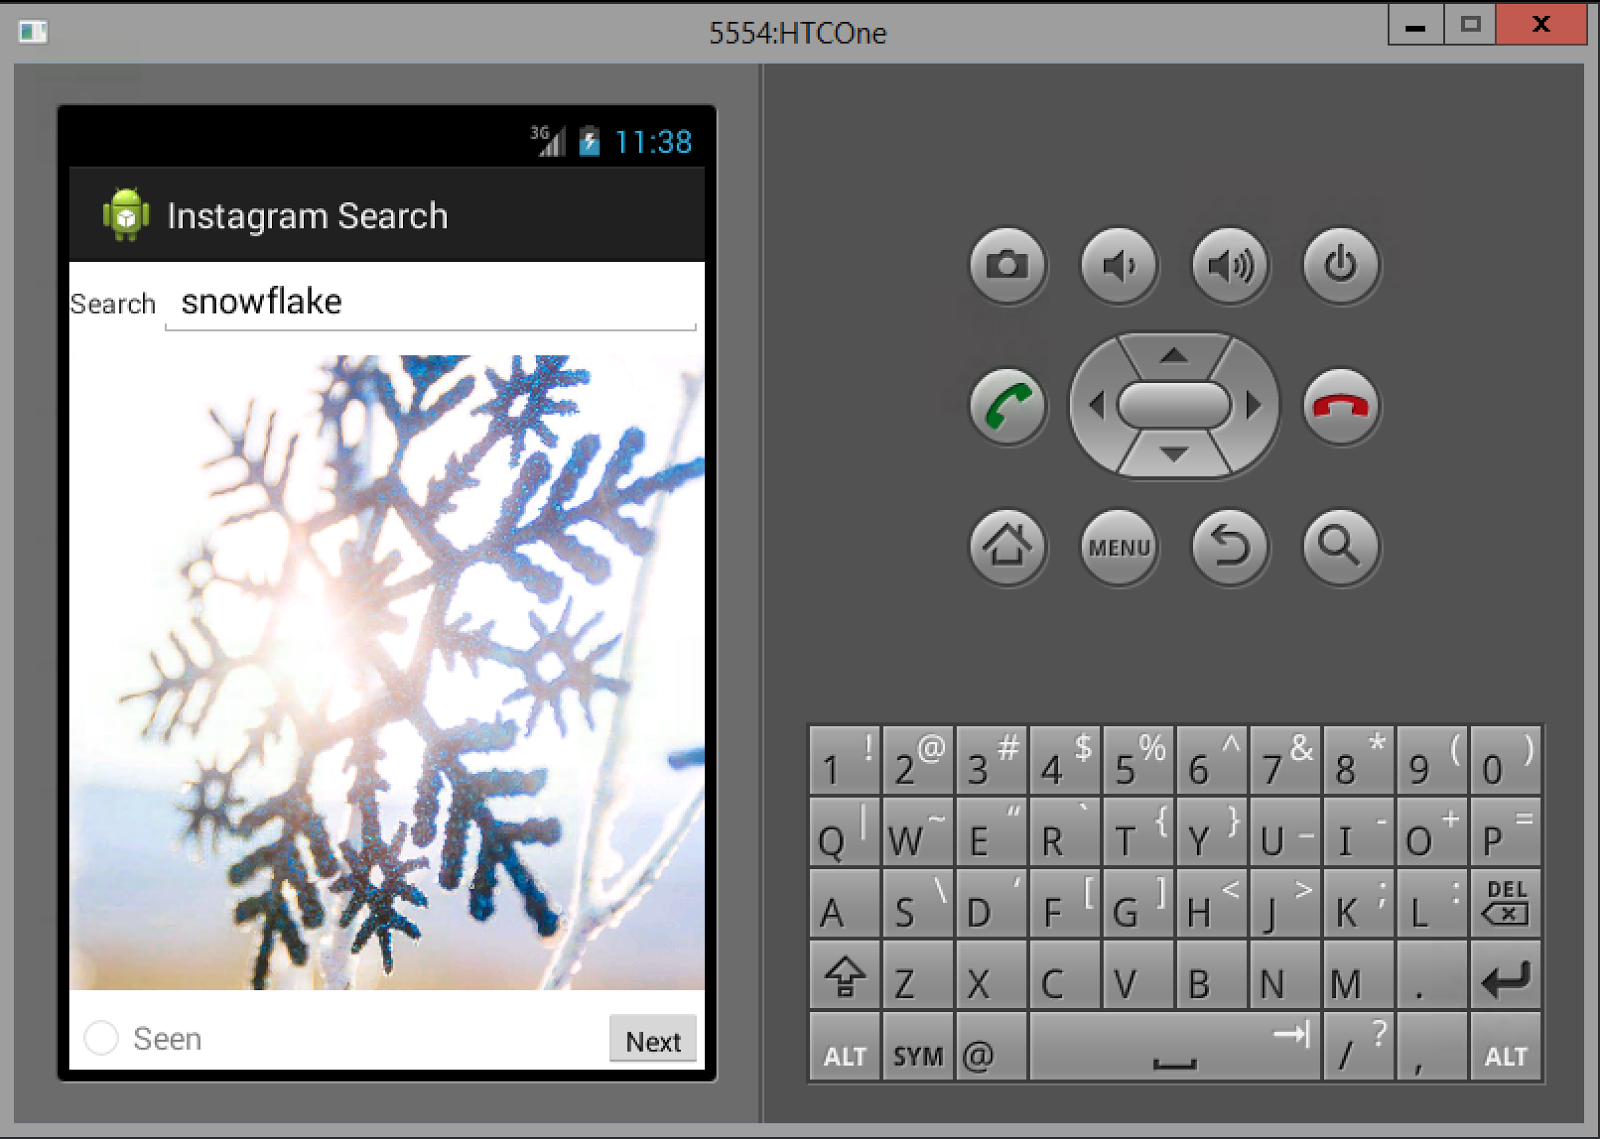 5554:HTCOne
3G 11:38
Instagram Search
Search snowflake
Seen Next
MENU
1 ! 2 @ 3 # 4 $ 5 % 6 ^ 7 & 8 * 9 ( 0 )
Q | W ~ E " R ` T { Y } U _ I - O + P =
A S \ D ' F [ G ] H < J > K ; L : DEL
Z X C V B N M .
ALT SYM @ / ? , ALT